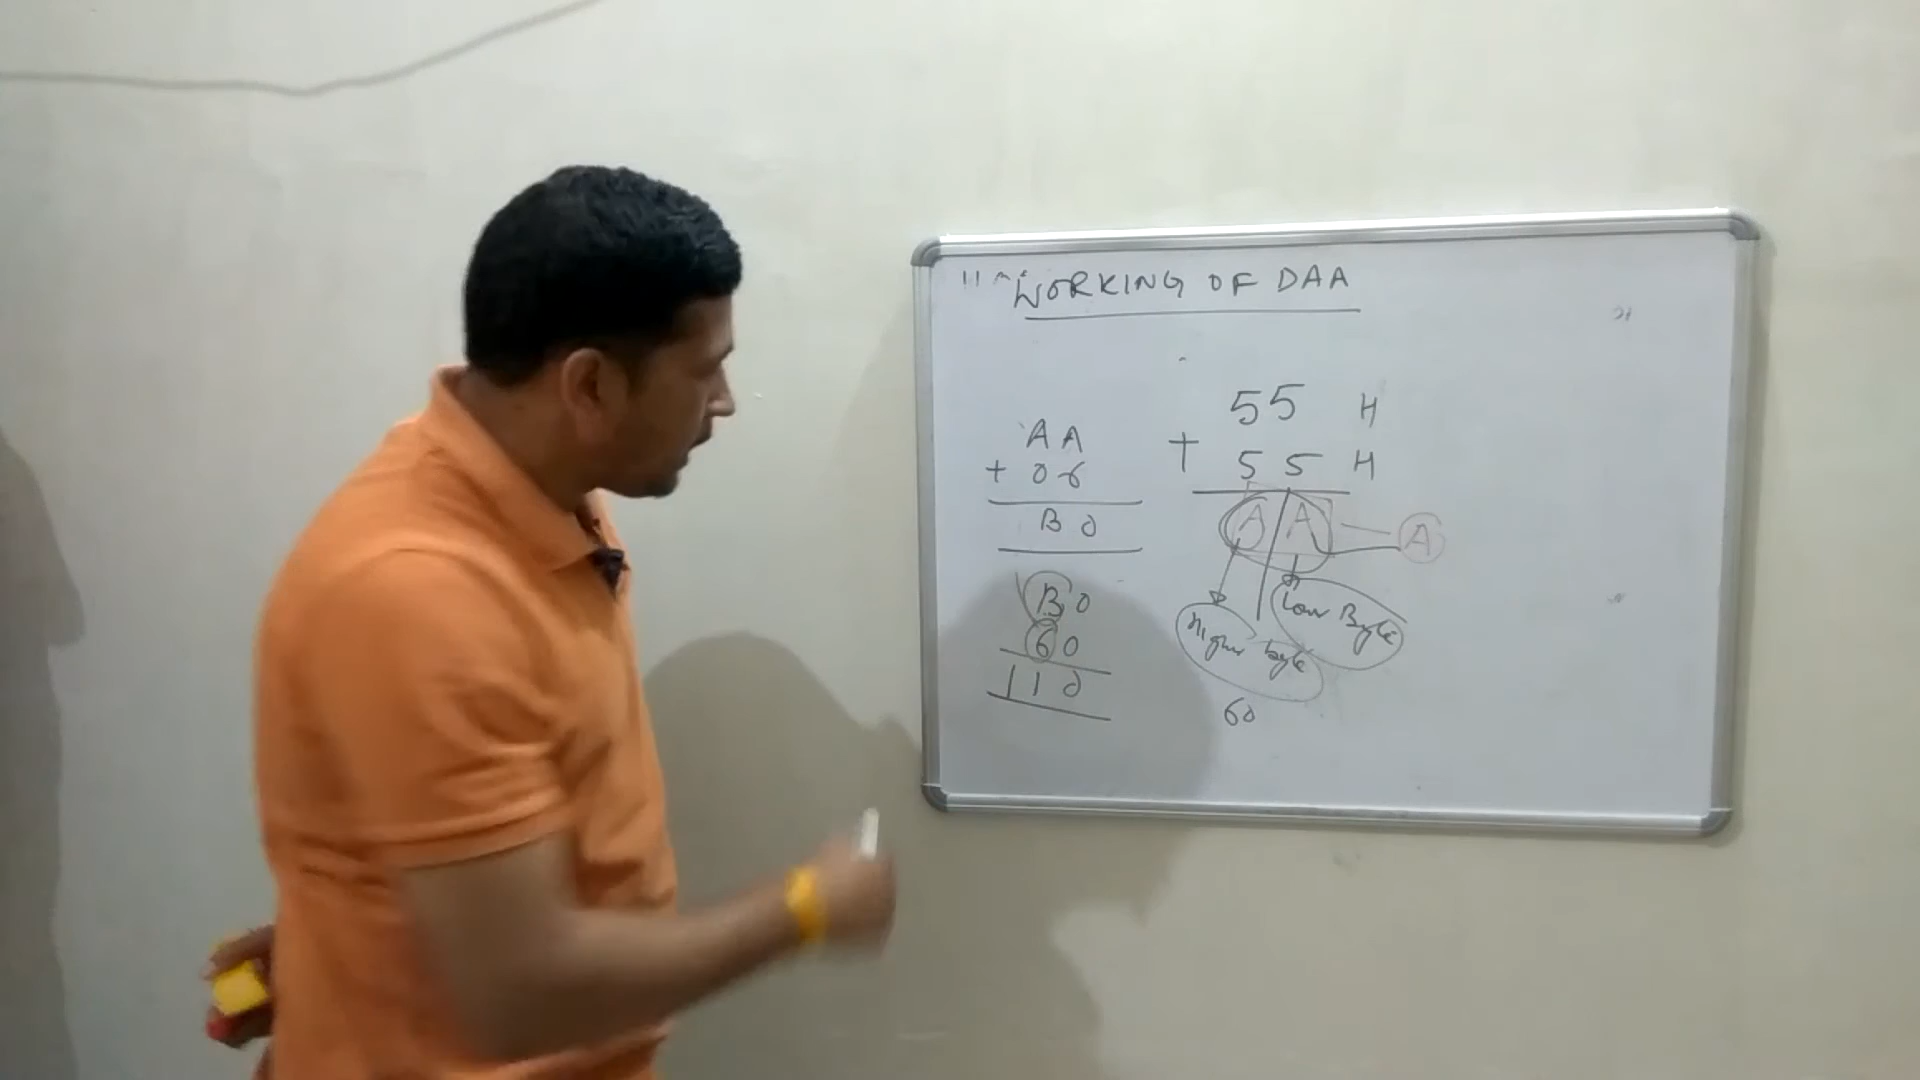 WORKING OF DAA
55 H
+ 55 H
A A
A
Low Byte
Higher byte
60
AA
+ 06
B0
B0
60
110